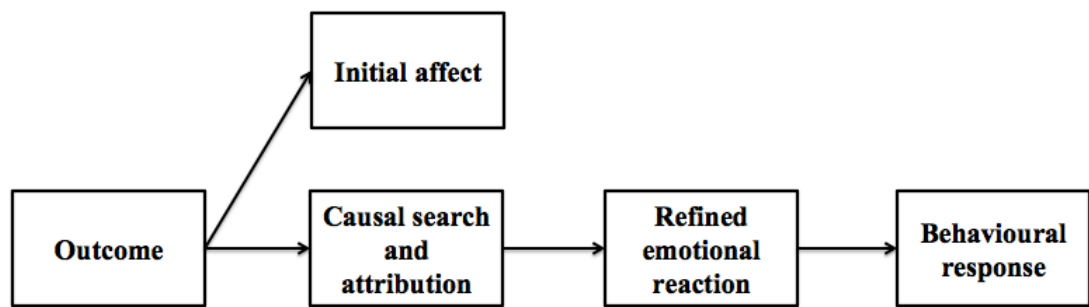 Initial affect
Outcome
Causal search
and
attribution
Refined
emotional
reaction
Behavioural
response